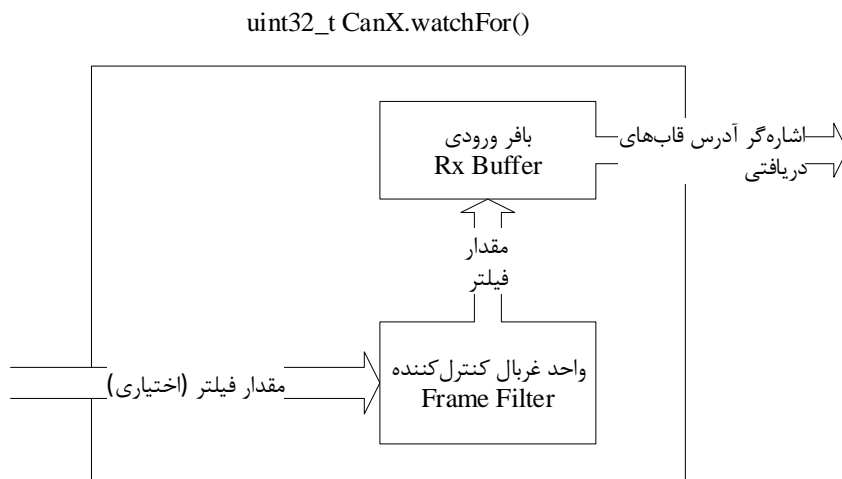 uint32_t CanX.watchFor()
بافر ورودی
Rx Buffer
اشاره‌گر آدرس قاب‌های
دریافتی
مقدار
فیلتر
واحد غربال کنترل‌کننده
Frame Filter
مقدار فیلتر (اختیاری)